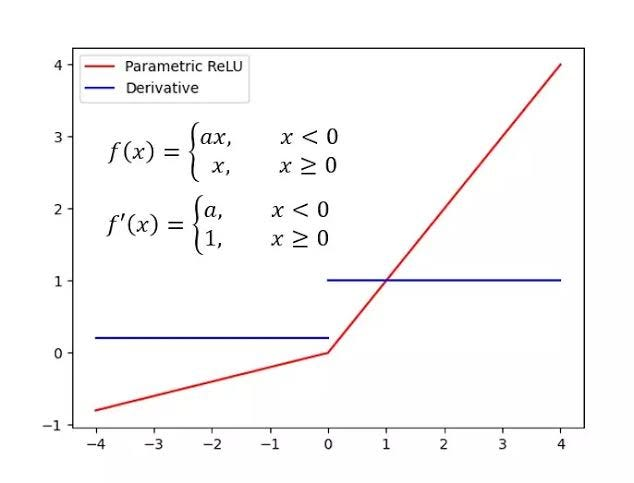 Parametric ReLU
Derivative
f(x) = {ax, x < 0
x, x ≥ 0
f′(x) = {a, x < 0
1, x ≥ 0
4
3
2
1
0
−1
−4 −3 −2 −1 0 1 2 3 4